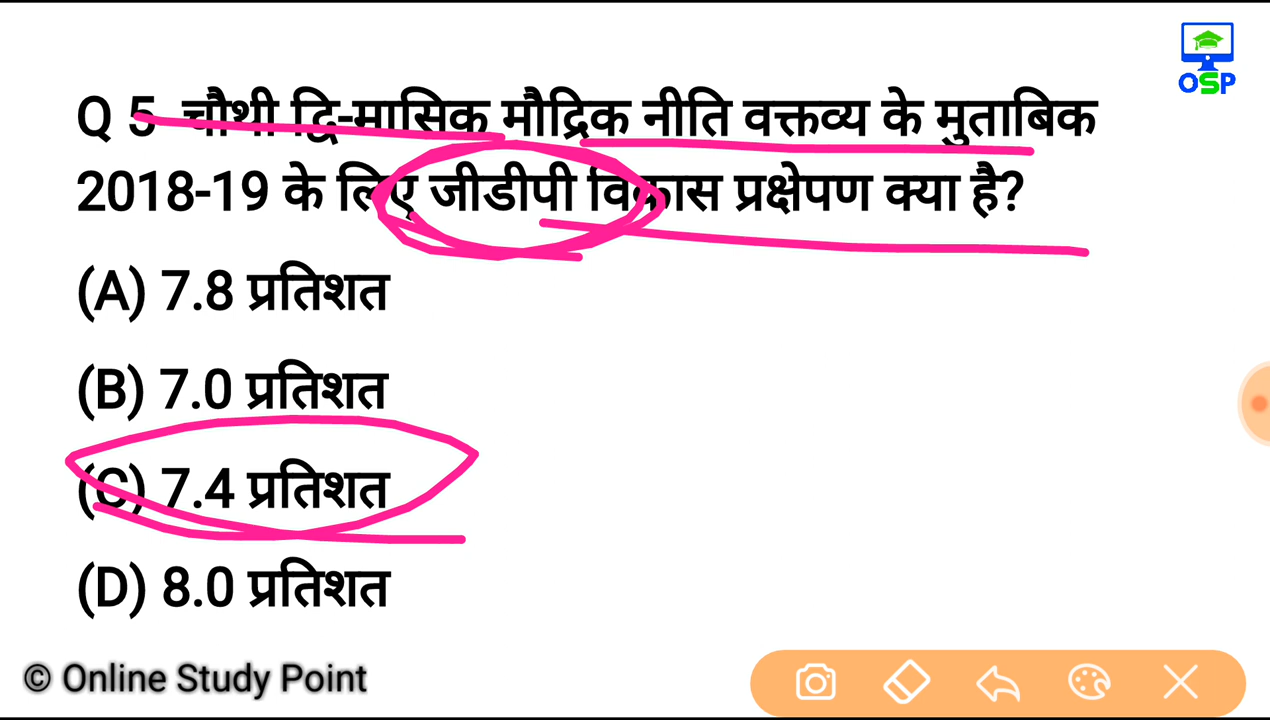 OSP
Q 5 चौथी द्वि-मासिक मौद्रिक नीति वक्तव्य के मुताबिक
2018-19 के लिए जीडीपी विकास प्रक्षेपण क्या है?
(A) 7.8 प्रतिशत
(B) 7.0 प्रतिशत
(C) 7.4 प्रतिशत
(D) 8.0 प्रतिशत
© Online Study Point